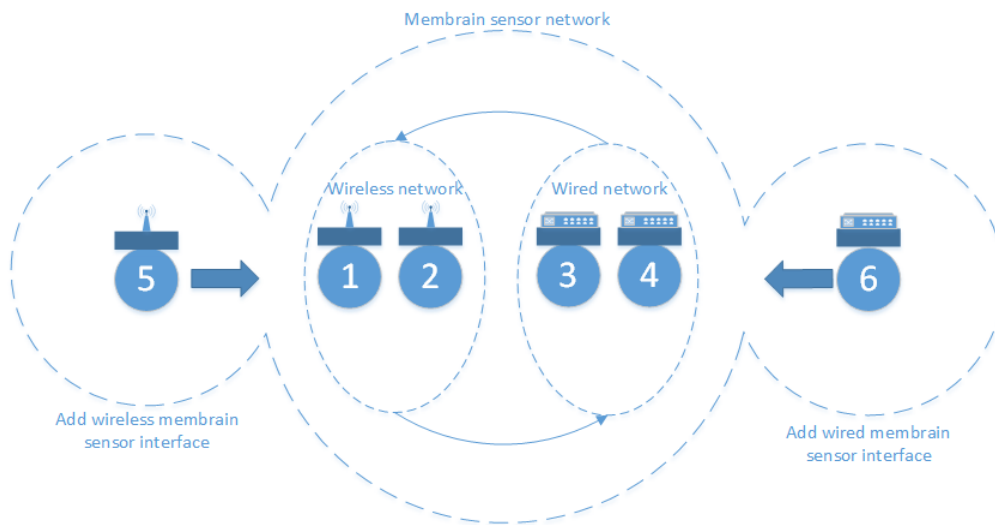 Membrain sensor network
Wireless network
Wired network
5
1
2
3
4
6
Add wireless membrain
sensor interface
Add wired membrain
sensor interface